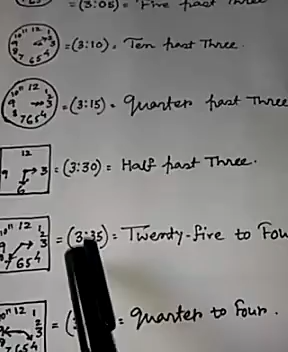 = (3:05) = Five past Three
= (3:10) = Ten past Three.
= (3:15) = Quarter past Three
= (3:30) = Half past Three.
= (3:35) = Twenty-five to Fou
= ( = Quarter to Four.